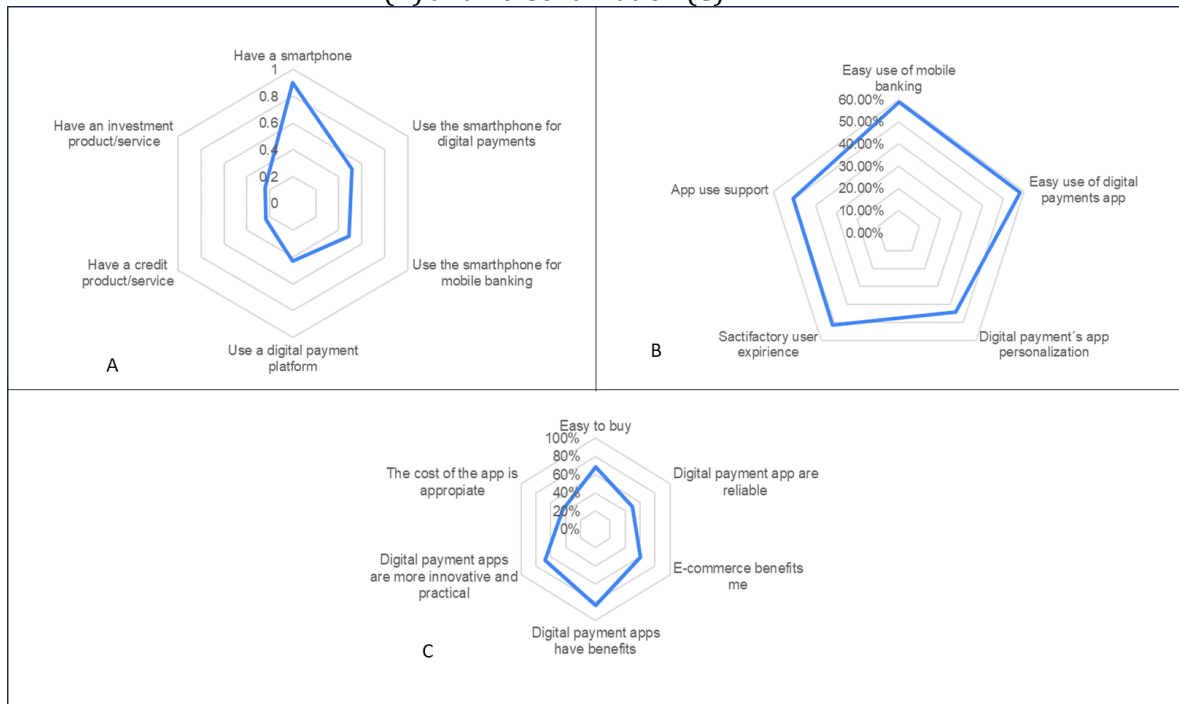 Have a smartphone
1
0.8
0.6
0.4
0.2
0
Have an investment
product/service
Use the smarthphone for
digital payments
Have a credit
product/service
Use the smarthphone for
mobile banking
Use a digital payment
platform
A
Easy use of mobile
banking
60.00%
50.00%
40.00%
30.00%
20.00%
10.00%
0.00%
App use support
Easy use of digital
payments app
Sactifactory user
expirience
Digital payment´s app
personalization
B
Easy to buy
100%
80%
60%
40%
20%
0%
The cost of the app is
appropiate
Digital payment app are
reliable
Digital payment apps
are more innovative and
practical
E-commerce benefits
me
Digital payment apps
have benefits
C